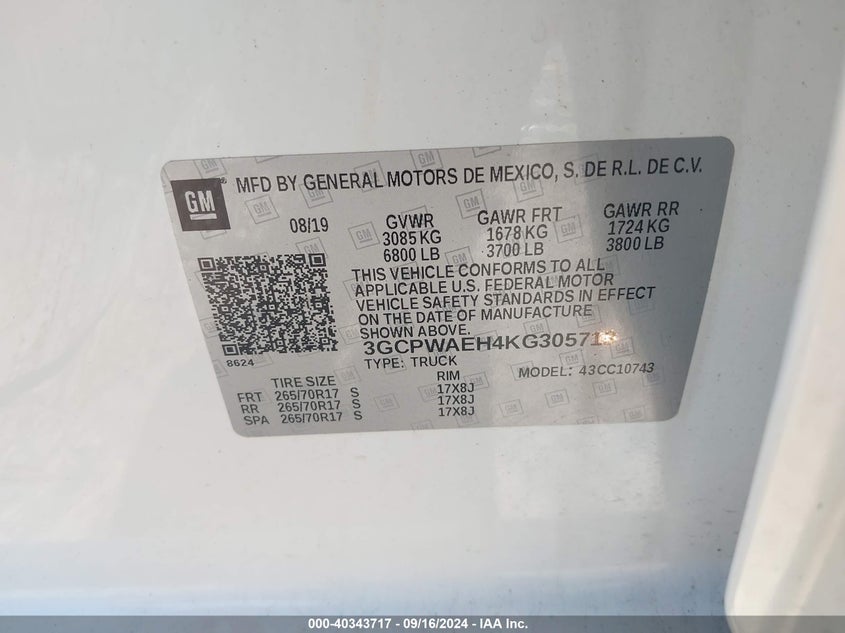 GM ® MFD BY GENERAL MOTORS DE MEXICO, S. DE R.L. DE C.V.
08/19 GVWR GAWR FRT GAWR RR
3085 KG 1678 KG 1724 KG
6800 LB 3700 LB 3800 LB
THIS VEHICLE CONFORMS TO ALL
APPLICABLE U.S. FEDERAL MOTOR
VEHICLE SAFETY STANDARDS IN EFFECT
ON THE DATE OF MANUFACTURE
SHOWN ABOVE.
8624
TYPE: TRUCK MODEL: 43CC10743
TIRE SIZE RIM
FRT 265/70R17 S 17X8J
RR 265/70R17 S 17X8J
SPA 265/70R17 S 17X8J
000-40343717 - 09/16/2024 - IAA Inc.